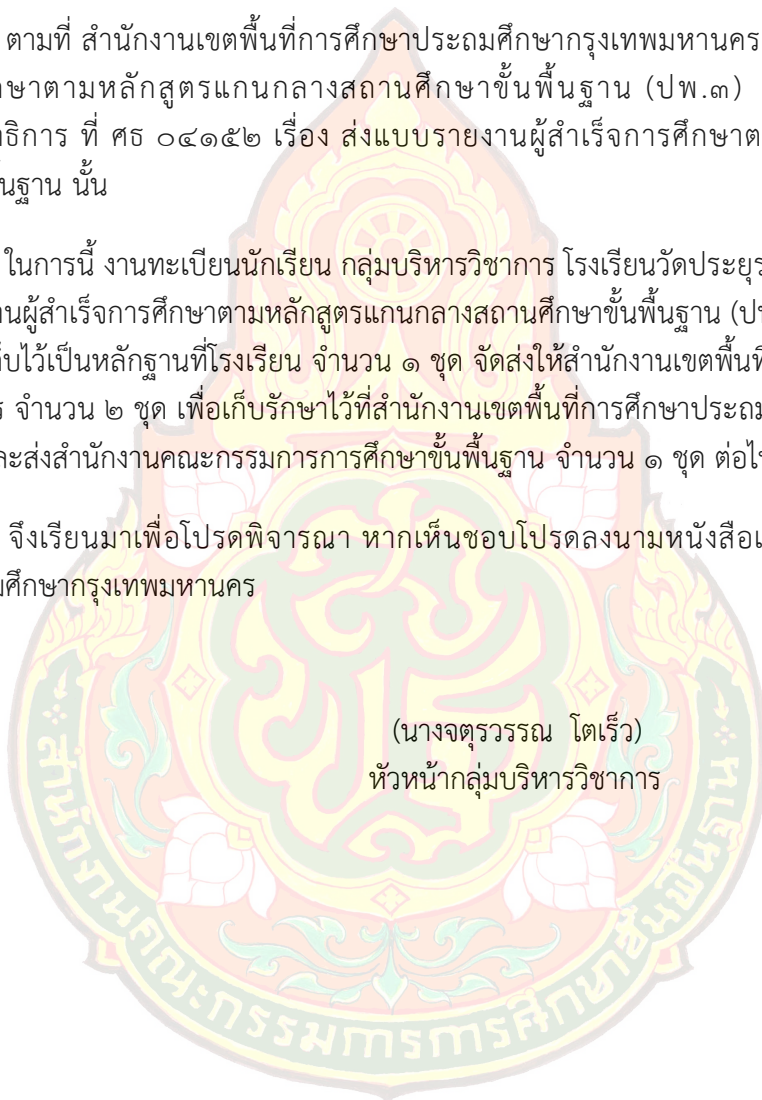 ตามที่ สำนักงานเขตพื้นที่การศึกษาประถมศึกษากรุงเทพมหานคร
กษาตามหลักสูตรแกนกลางสถานศึกษาขั้นพื้นฐาน (ปพ.๓)
าธิการ ที่ ศธ ๐๔๑๕๒ เรื่อง ส่งแบบรายงานผู้สำเร็จการศึกษาต
นฐาน นั้น
ในการนี้ งานทะเบียนนักเรียน กลุ่มบริหารวิชาการ โรงเรียนวัดประยุร
านผู้สำเร็จการศึกษาตามหลักสูตรแกนกลางสถานศึกษาขั้นพื้นฐาน (ปพ
ก็บไว้เป็นหลักฐานที่โรงเรียน จำนวน ๑ ชุด จัดส่งให้สำนักงานเขตพื้นที่
ร จำนวน ๒ ชุด เพื่อเก็บรักษาไว้ที่สำนักงานเขตพื้นที่การศึกษาประถม
ละส่งสำนักงานคณะกรรมการการศึกษาขั้นพื้นฐาน จำนวน ๑ ชุด ต่อไป
จึงเรียนมาเพื่อโปรดพิจารณา หากเห็นชอบโปรดลงนามหนังสือเ
มศึกษากรุงเทพมหานคร
(นางจตุรวรรณ โตเร็ว)
หัวหน้ากลุ่มบริหารวิชาการ
สำนักงานคณะกรรมการการศึกษาขั้นพื้นฐาน